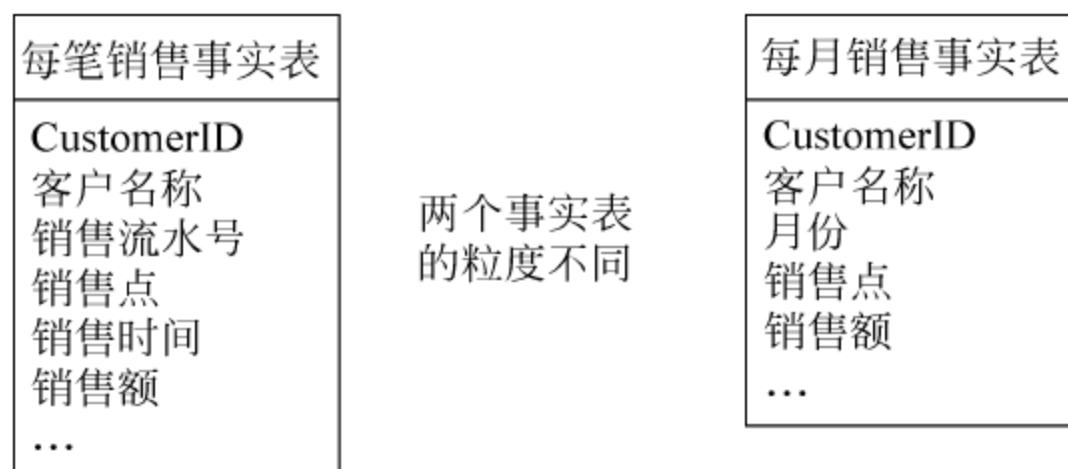 每笔销售事实表
CustomerID
客户名称
销售流水号
销售点
销售时间
销售额
…
两个事实表
的粒度不同
每月销售事实表
CustomerID
客户名称
月份
销售点
销售额
…